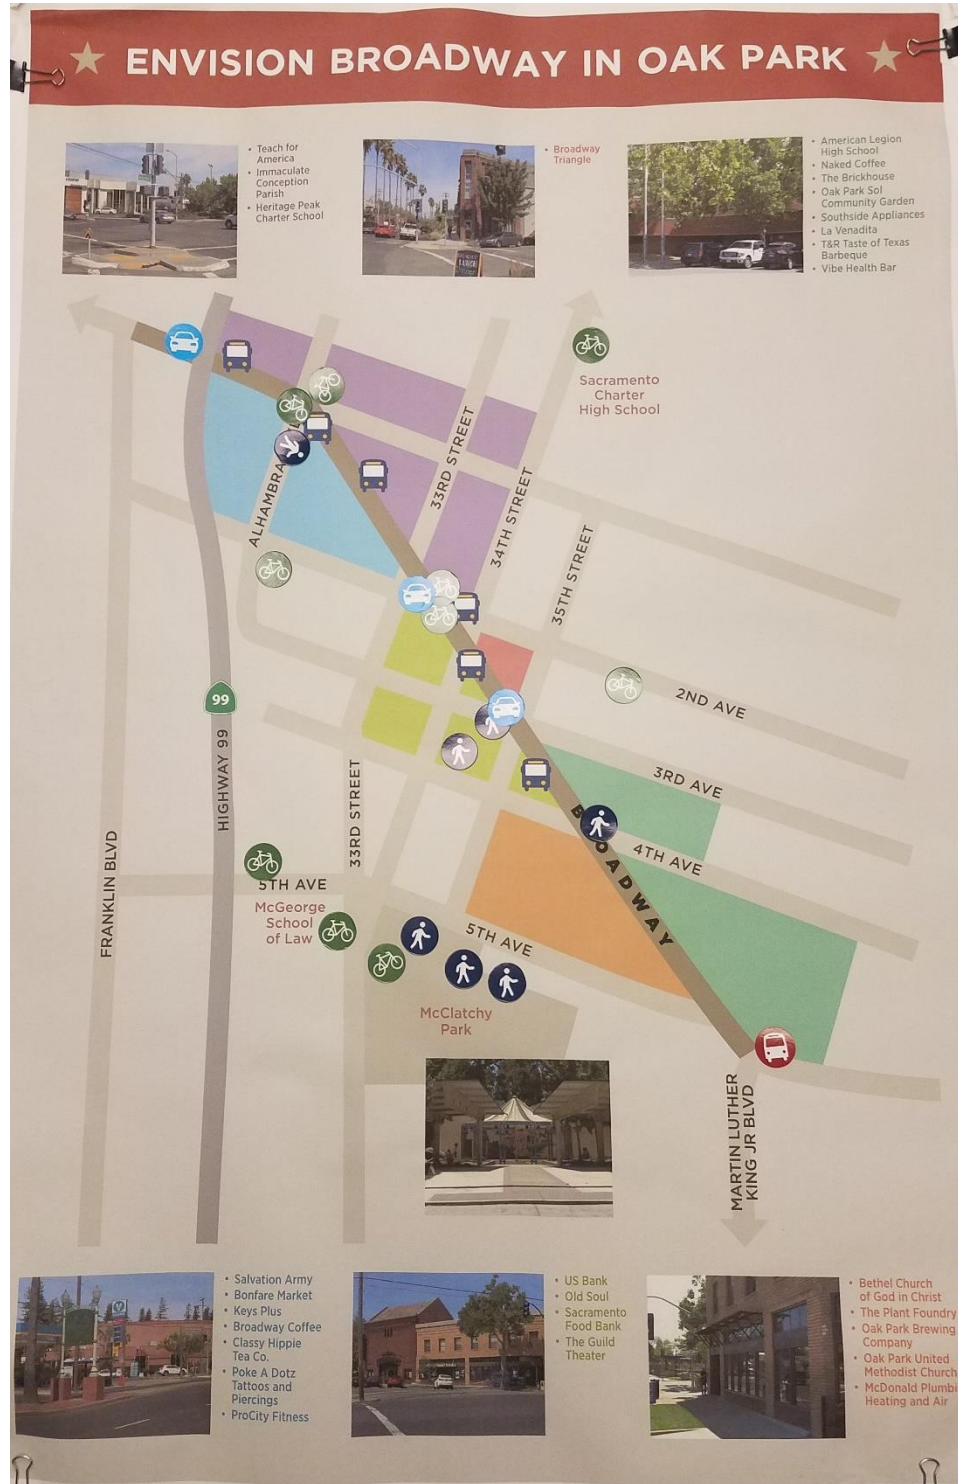 ENVISION BROADWAY IN OAK PARK
• Teach for
America
• Immaculate
Conception
Parish
• Heritage Peak
Charter School
• Broadway
Triangle
• American Legion
High School
• Naked Coffee
• The Brickhouse
• Oak Park Sol
Community Garden
• Southside Appliances
• La Venadita
• T&R Taste of Texas
Barbeque
• Vibe Health Bar
Sacramento
Charter
High School
33RD STREET
ALHAMBRA
34TH STREET
35TH STREET
99
HIGHWAY 99
2ND AVE
3RD AVE
33RD STREET
4TH AVE
BROADWAY
FRANKLIN BLVD
5TH AVE
McGeorge
School
of Law
5TH AVE
McClatchy
Park
MARTIN LUTHER
KING JR BLVD
• Salvation Army
• Bonfare Market
• Keys Plus
• Broadway Coffee
• Classy Hippie
Tea Co.
• Poke A Dotz
Tattoos and
Piercings
• ProCity Fitness
• US Bank
• Old Soul
• Sacramento
Food Bank
• The Guild
Theater
• Bethel Church
of God in Christ
• The Plant Foundry
• Oak Park Brewing
Company
• Oak Park United
Methodist Church
• McDonald Plumbi
Heating and Air